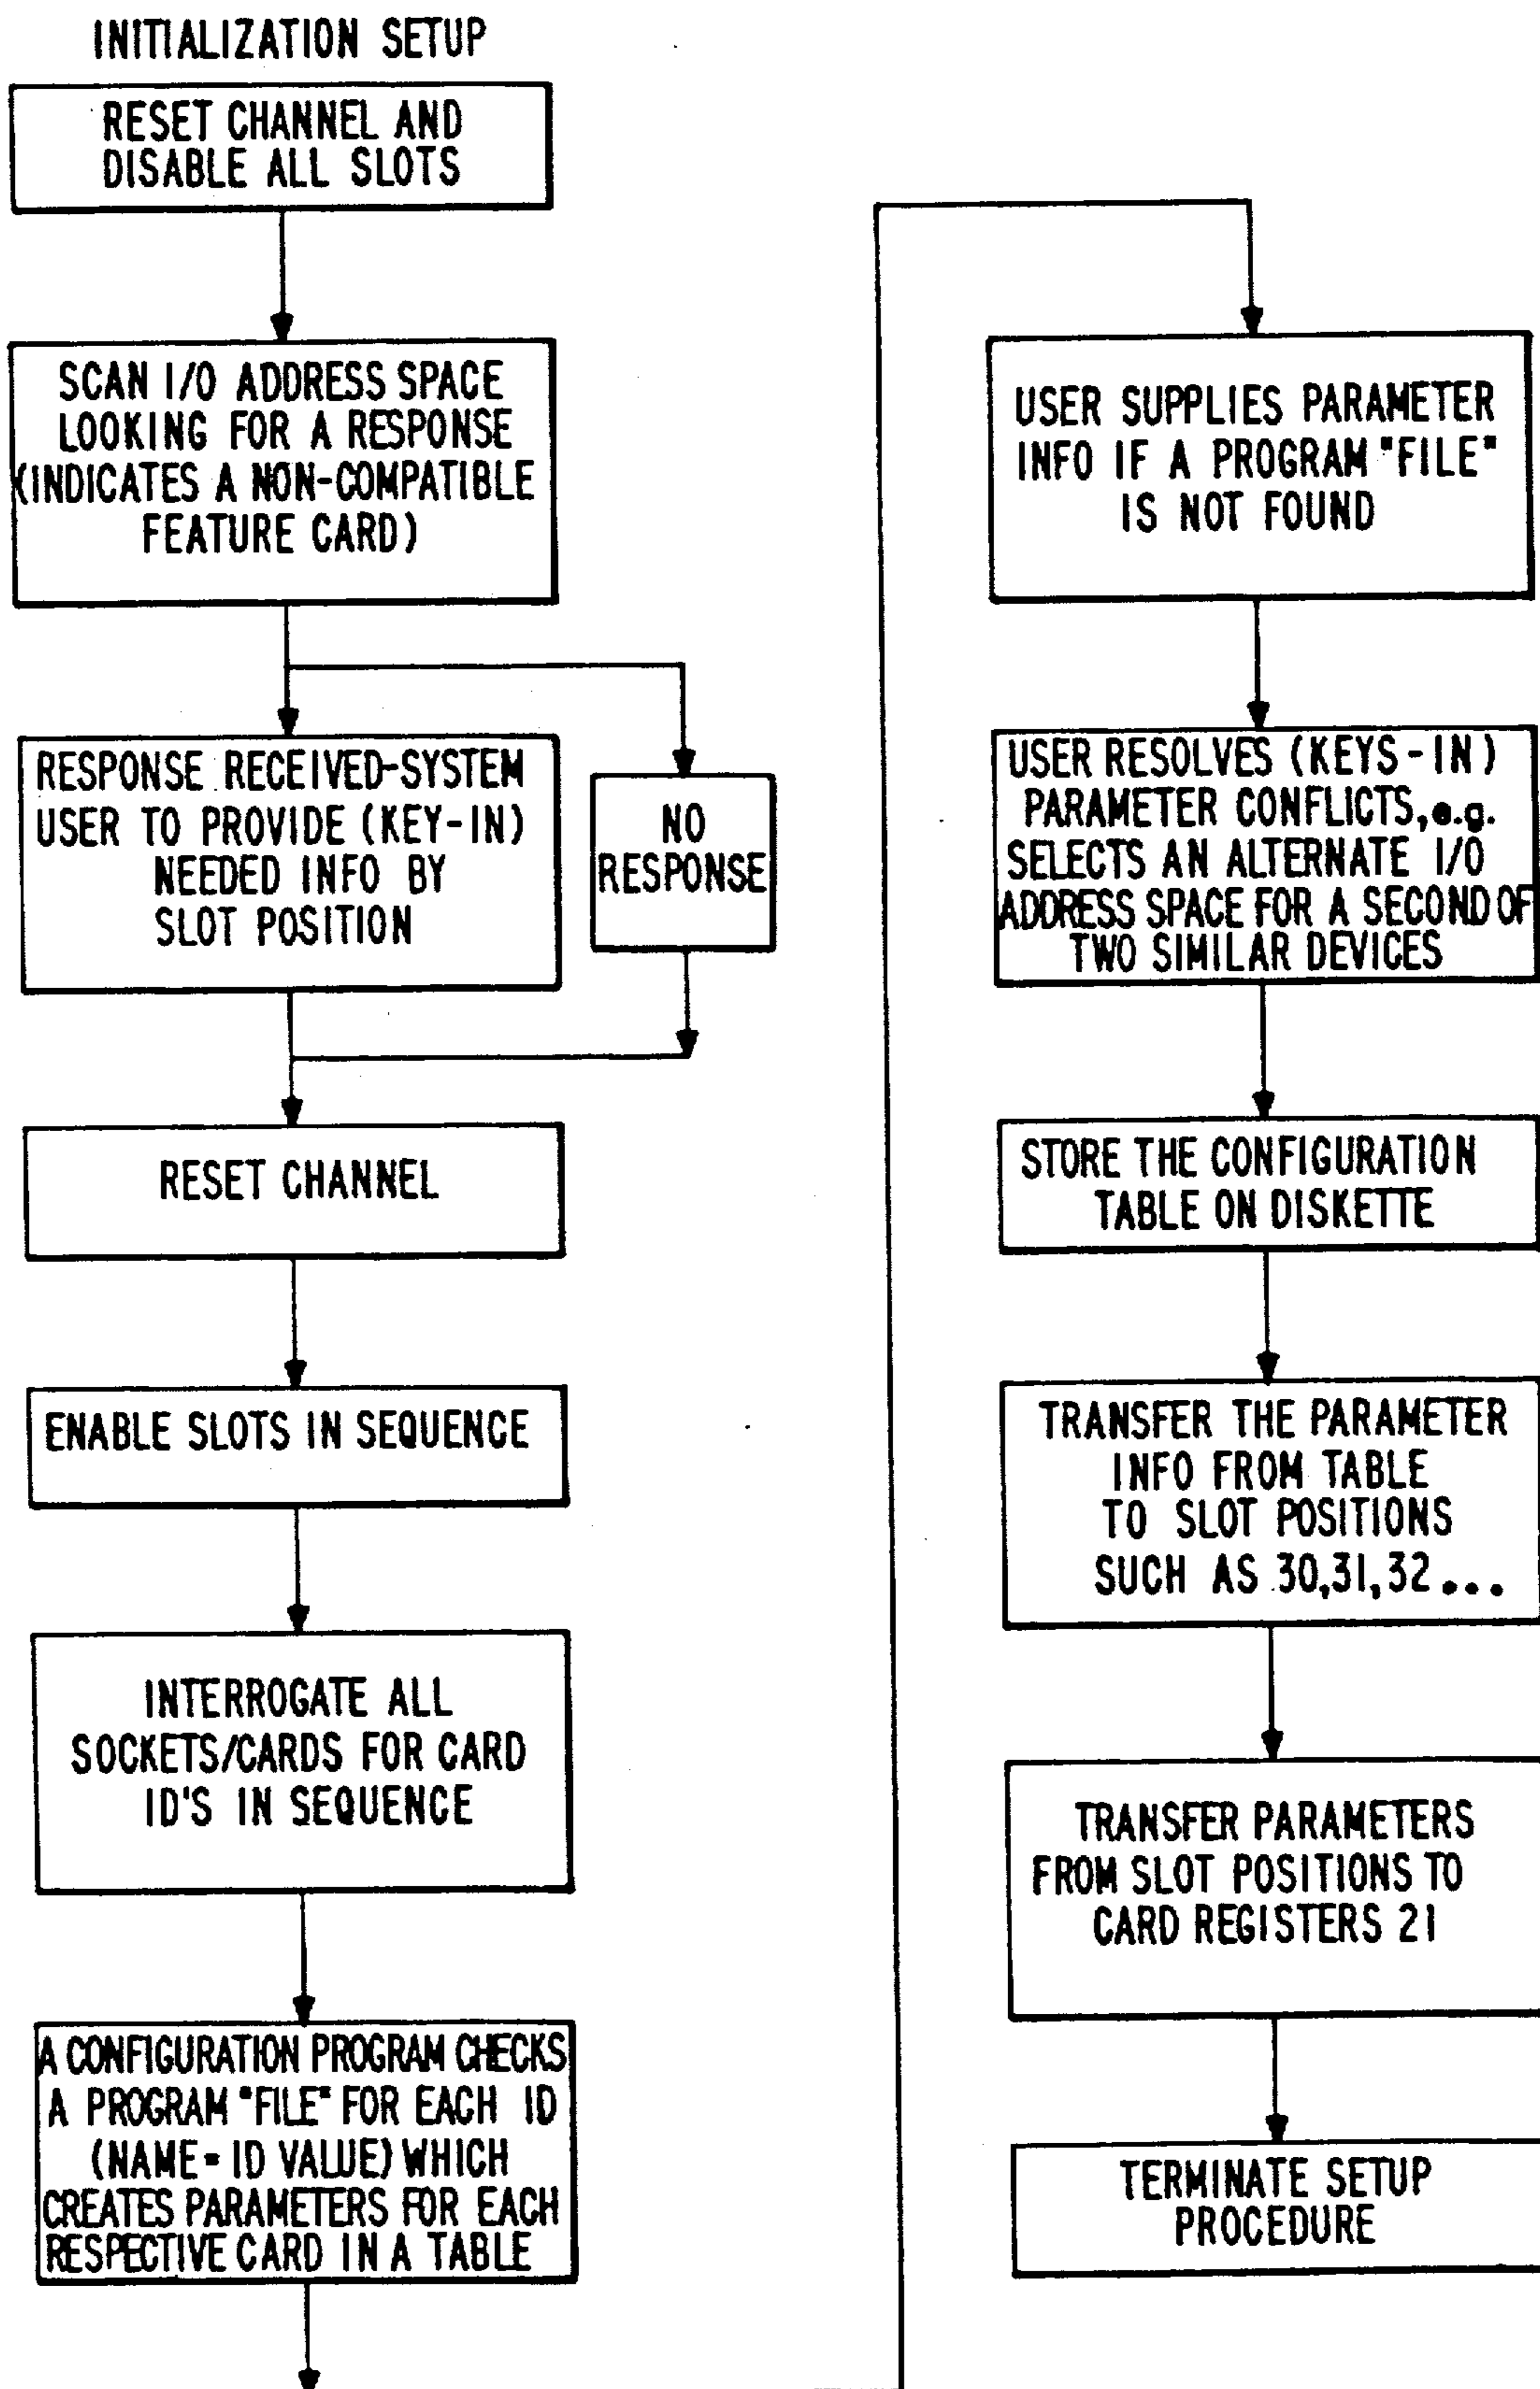 INITIALIZATION SETUP
RESET CHANNEL AND
DISABLE ALL SLOTS
SCAN I/O ADDRESS SPACE
LOOKING FOR A RESPONSE
(INDICATES A NON-COMPATIBLE
FEATURE CARD)
RESPONSE RECEIVED-SYSTEM
USER TO PROVIDE (KEY-IN)
NEEDED INFO BY
SLOT POSITION
NO
RESPONSE
RESET CHANNEL
ENABLE SLOTS IN SEQUENCE
INTERROGATE ALL
SOCKETS/CARDS FOR CARD
ID'S IN SEQUENCE
A CONFIGURATION PROGRAM CHECKS
A PROGRAM "FILE" FOR EACH ID
(NAME=ID VALUE) WHICH
CREATES PARAMETERS FOR EACH
RESPECTIVE CARD IN A TABLE
USER SUPPLIES PARAMETER
INFO IF A PROGRAM "FILE"
IS NOT FOUND
USER RESOLVES (KEYS-IN)
PARAMETER CONFLICTS, e.g.
SELECTS AN ALTERNATE I/O
ADDRESS SPACE FOR A SECOND OF
TWO SIMILAR DEVICES
STORE THE CONFIGURATION
TABLE ON DISKETTE
TRANSFER THE PARAMETER
INFO FROM TABLE
TO SLOT POSITIONS
SUCH AS 30,31,32...
TRANSFER PARAMETERS
FROM SLOT POSITIONS TO
CARD REGISTERS 21
TERMINATE SETUP
PROCEDURE